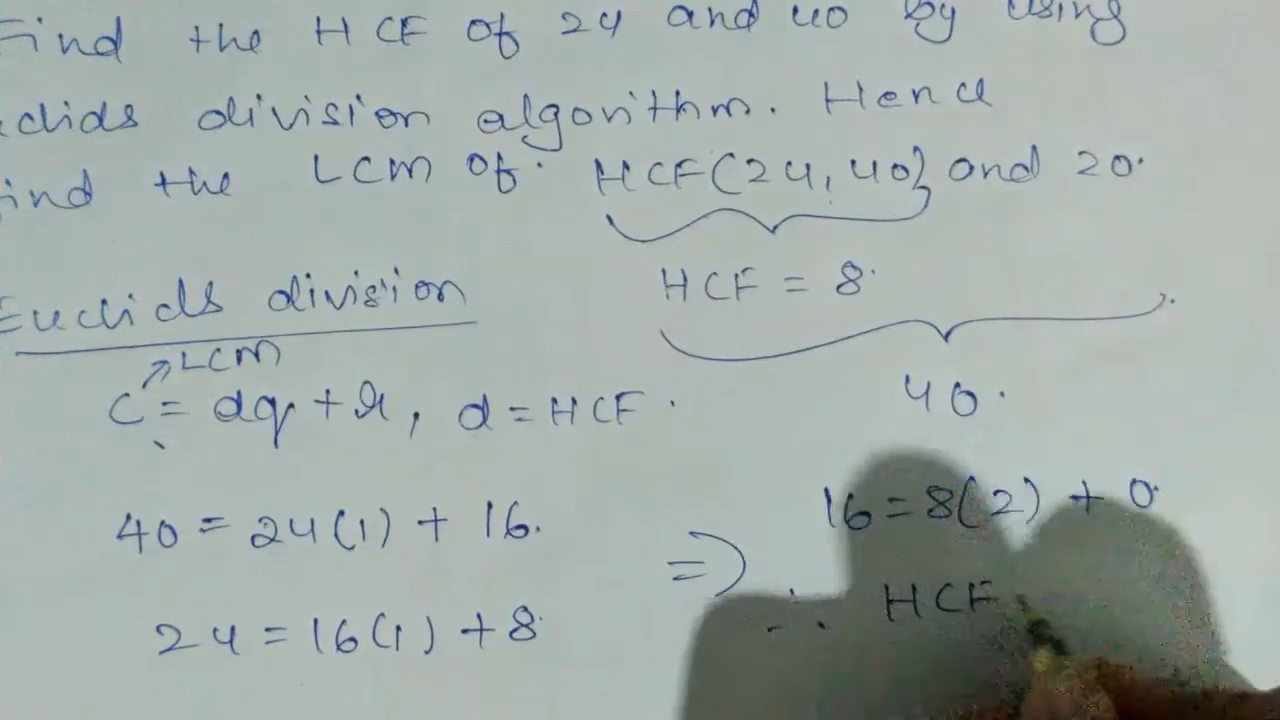 Find the HCF of 24 and 40 by using
clids division algorithm. Hence
find the LCM of HCF(24, 40) and 20.
HCF = 8.
Euclids division
LCM
C = dq + r, d = HCF.
40.
40 = 24(1) + 16.
24 = 16(1) + 8
=>
16 = 8(2) + 0
∴ HCF